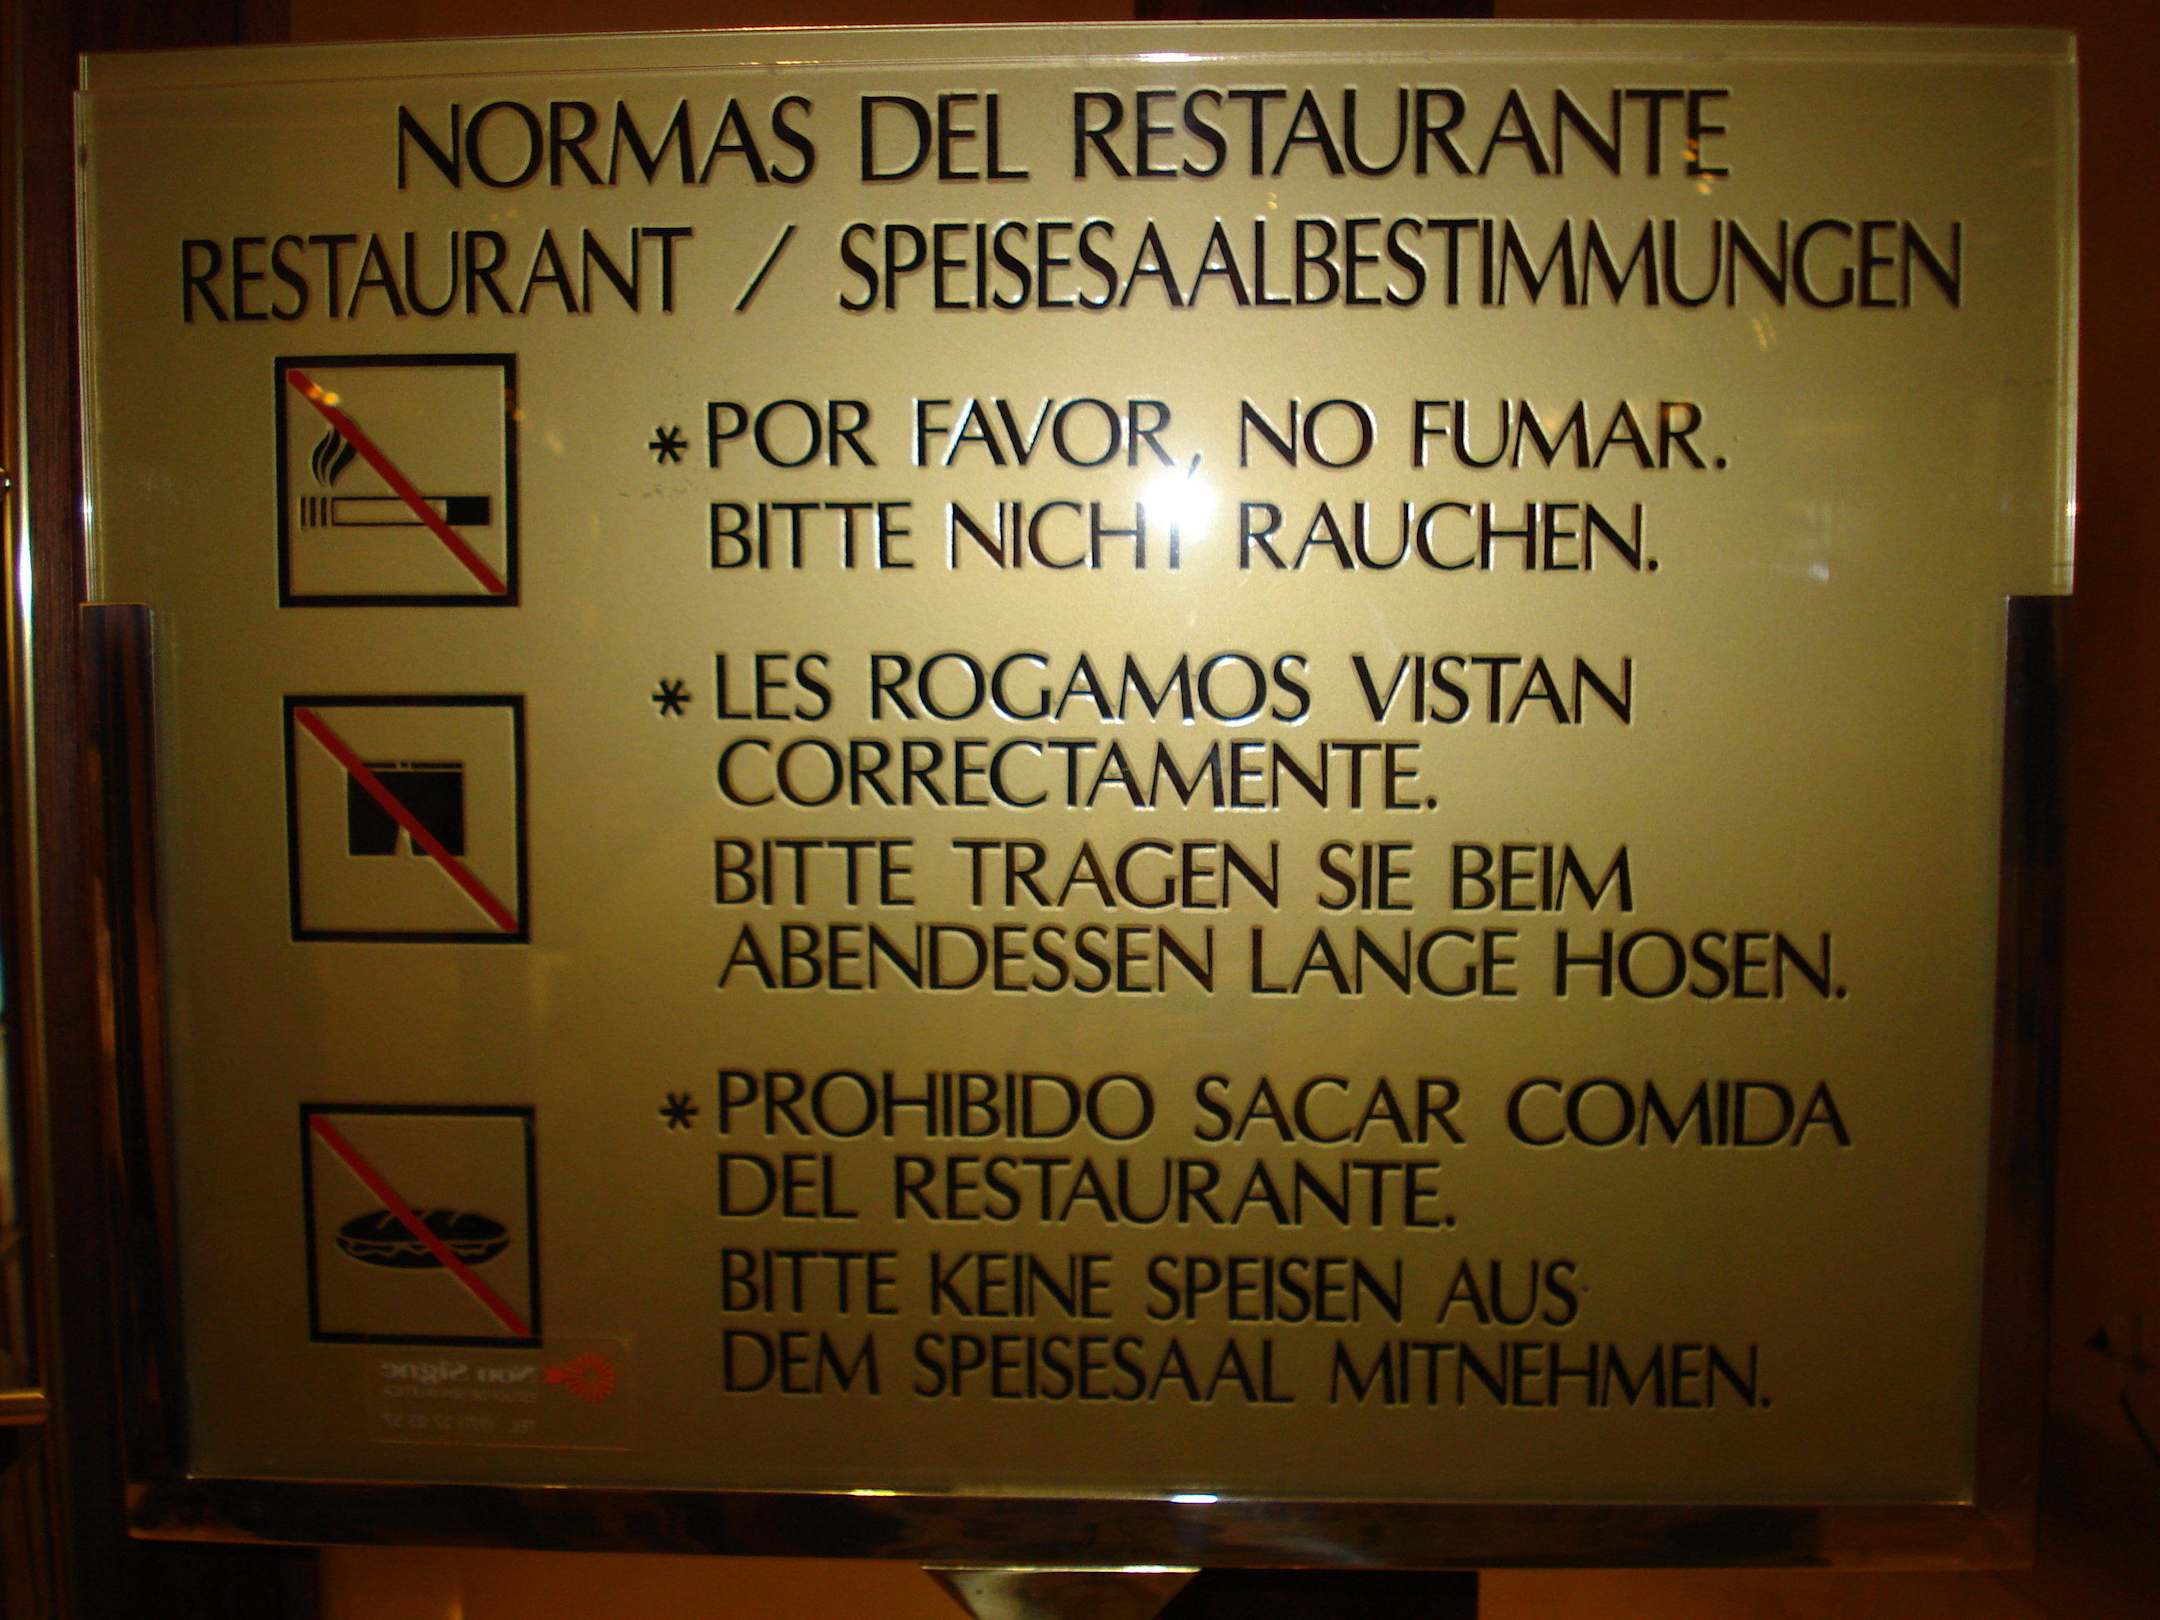 NORMAS DEL RESTAURANTE
RESTAURANT / SPEISESAALBESTIMMUNGEN
* POR FAVOR, NO FUMAR.
BITTE NICHT RAUCHEN.
* LES ROGAMOS VISTAN
CORRECTAMENTE.
BITTE TRAGEN SIE BEIM
ABENDESSEN LANGE HOSEN.
* PROHIBIDO SACAR COMIDA
DEL RESTAURANTE.
BITTE KEINE SPEISEN AUS
DEM SPEISESAAL MITNEHMEN.